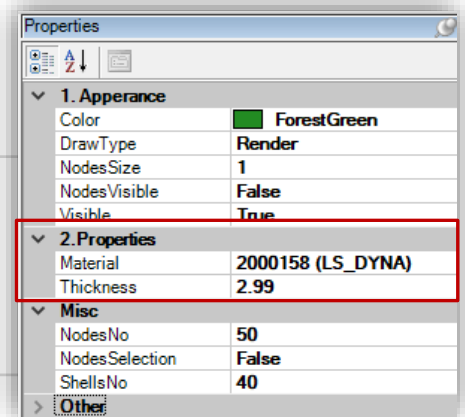 Properties
1. Apperance
Color ForestGreen
DrawType Render
NodesSize 1
NodesVisible False
Visible True
2.Properties
Material 2000158 (LS_DYNA)
Thickness 2.99
Misc
NodesNo 50
NodesSelection False
ShellsNo 40
Other